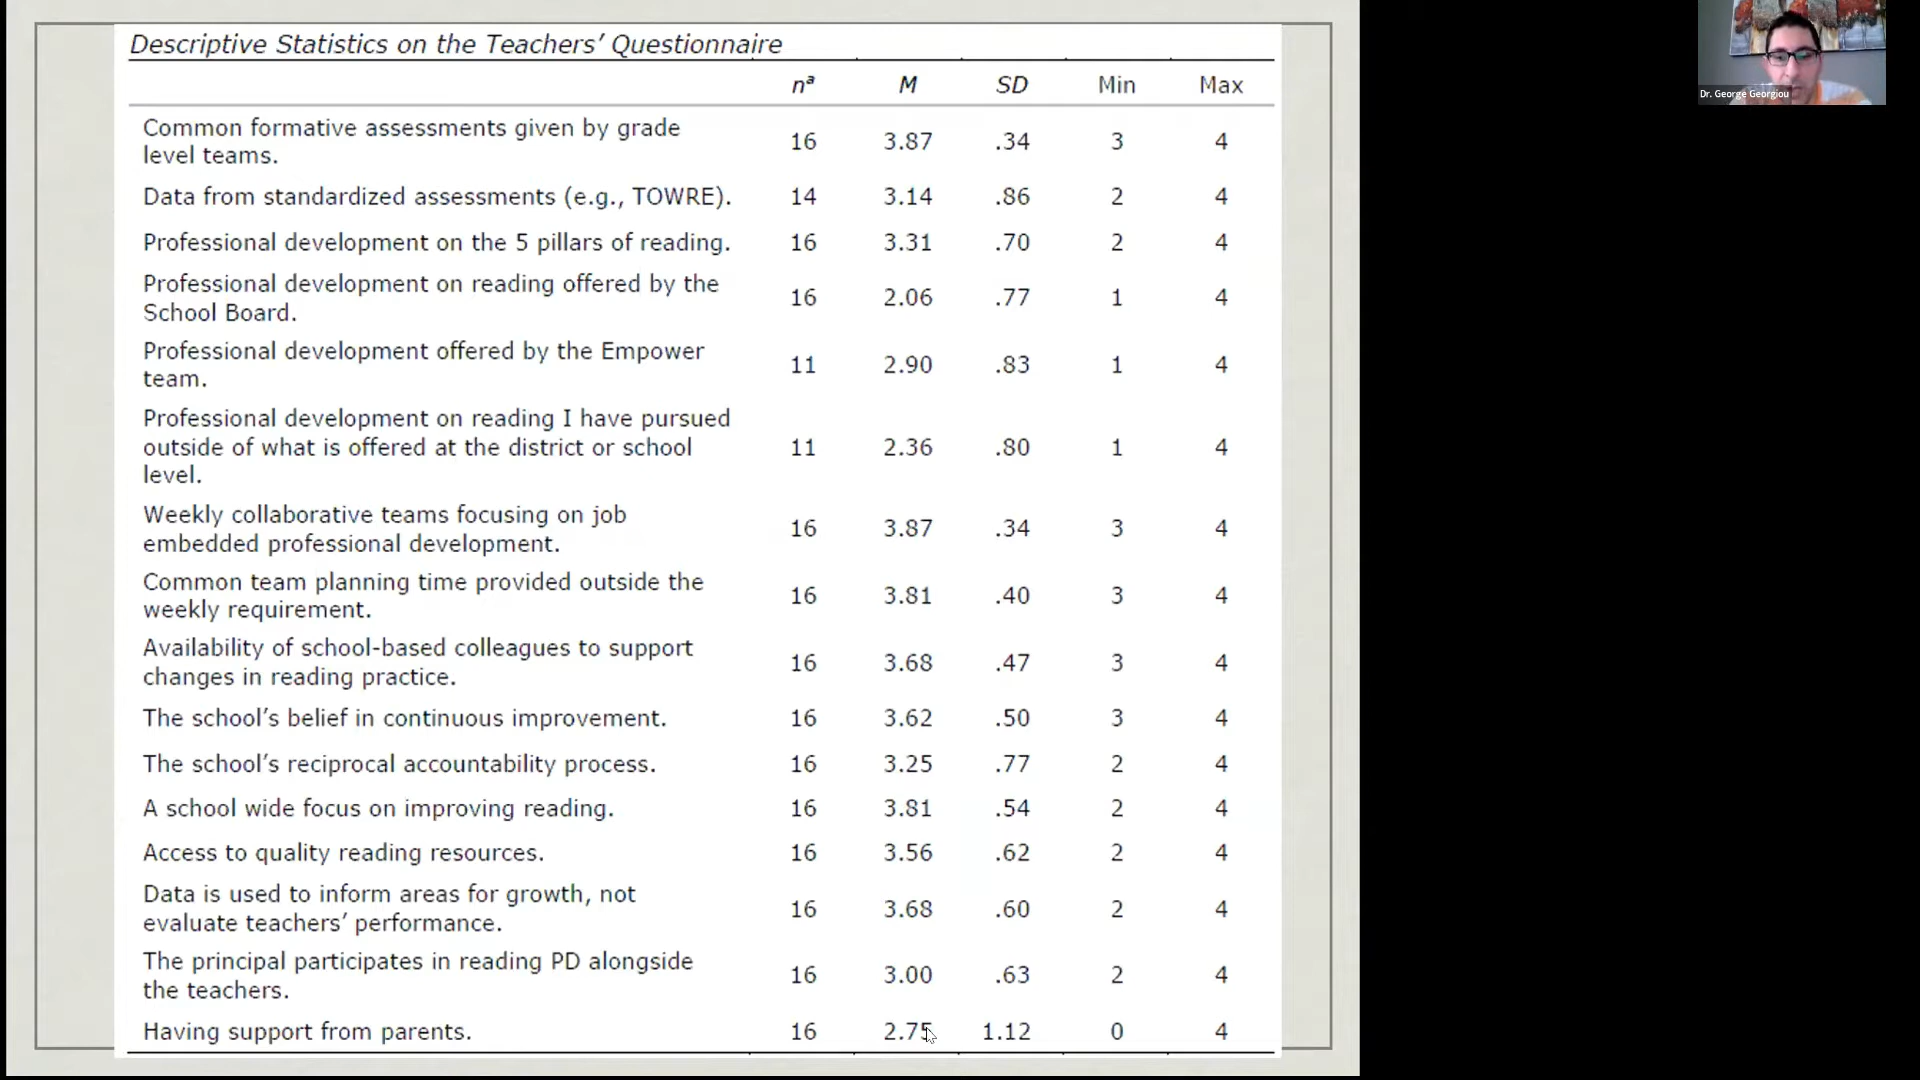 Descriptive Statistics on the Teachers' Questionnaire
nª M SD Min Max
Common formative assessments given by grade
level teams. 16 3.87 .34 3 4
Data from standardized assessments (e.g., TOWRE). 14 3.14 .86 2 4
Professional development on the 5 pillars of reading. 16 3.31 .70 2 4
Professional development on reading offered by the
School Board. 16 2.06 .77 1 4
Professional development offered by the Empower
team. 11 2.90 .83 1 4
Professional development on reading I have pursued
outside of what is offered at the district or school 11 2.36 .80 1 4
level.
Weekly collaborative teams focusing on job
embedded professional development. 16 3.87 .34 3 4
Common team planning time provided outside the
weekly requirement. 16 3.81 .40 3 4
Availability of school-based colleagues to support
changes in reading practice. 16 3.68 .47 3 4
The school's belief in continuous improvement. 16 3.62 .50 3 4
The school's reciprocal accountability process. 16 3.25 .77 2 4
A school wide focus on improving reading. 16 3.81 .54 2 4
Access to quality reading resources. 16 3.56 .62 2 4
Data is used to inform areas for growth, not
evaluate teachers' performance. 16 3.68 .60 2 4
The principal participates in reading PD alongside
the teachers. 16 3.00 .63 2 4
Having support from parents. 16 2.75 1.12 0 4
Dr. George Georgiou